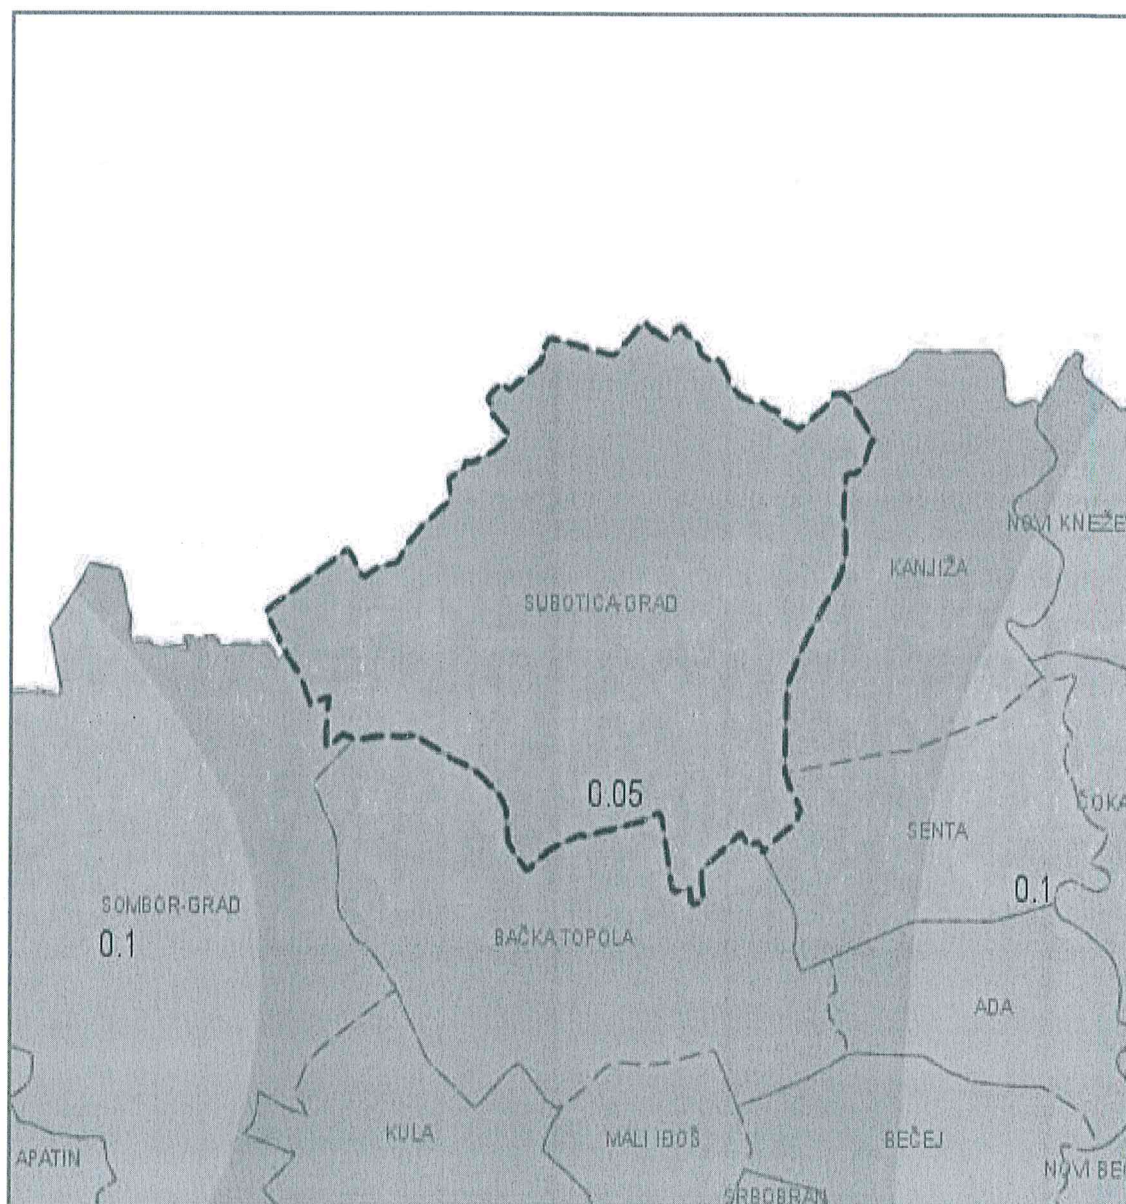 NOVI KNEŽE
KANJIŽA
SUBOTICA-GRAD
0.05
ČOKA
SENTA
0.1
SOMBOR-GRAD
0.1
BAČKA TOPOLA
ADA
KULA
MALI IĐOŠ
BEČEJ
APATIN
NOVI BEČ
SRBOBRAN